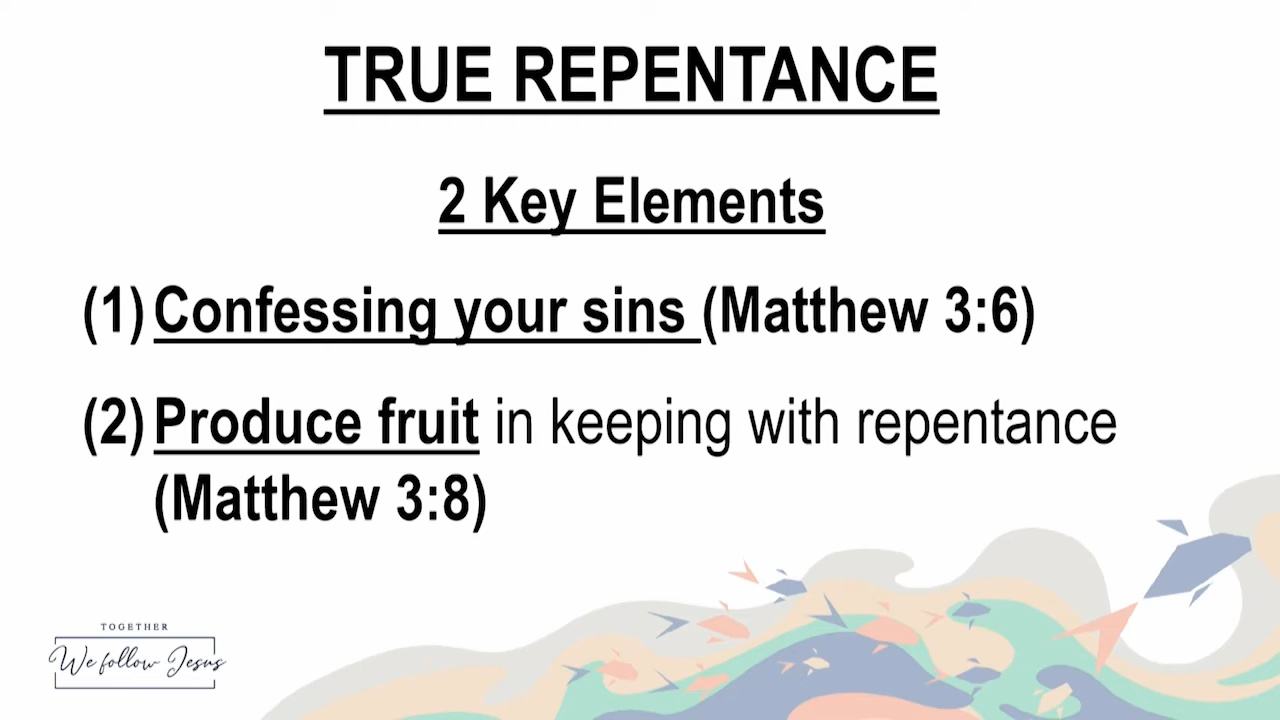 TRUE REPENTANCE
2 Key Elements
(1) Confessing your sins (Matthew 3:6)
(2) Produce fruit in keeping with repentance
(Matthew 3:8)
TOGETHER
We follow Jesus